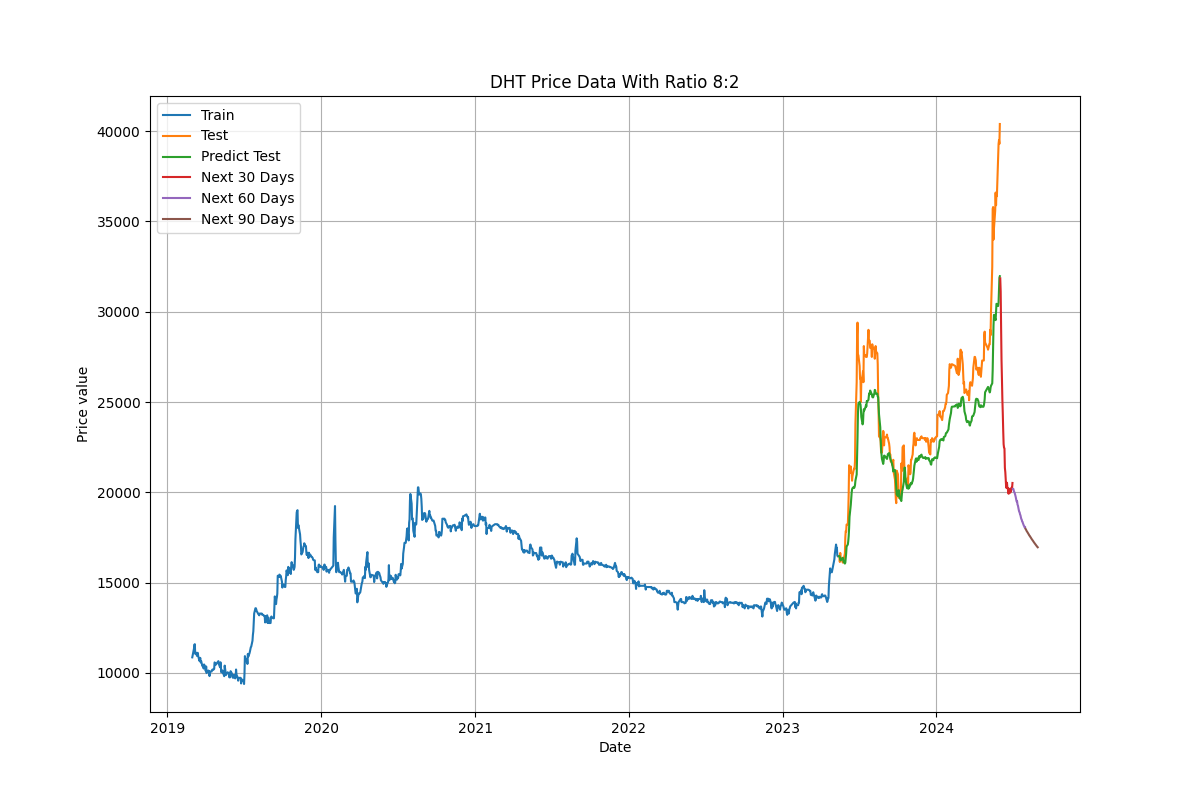 DHT Price Data With Ratio 8:2
Train
Test
Predict Test
Next 30 Days
Next 60 Days
Next 90 Days
40000
35000
30000
25000
20000
15000
10000
Price value
2019 2020 2021 2022 2023 2024
Date